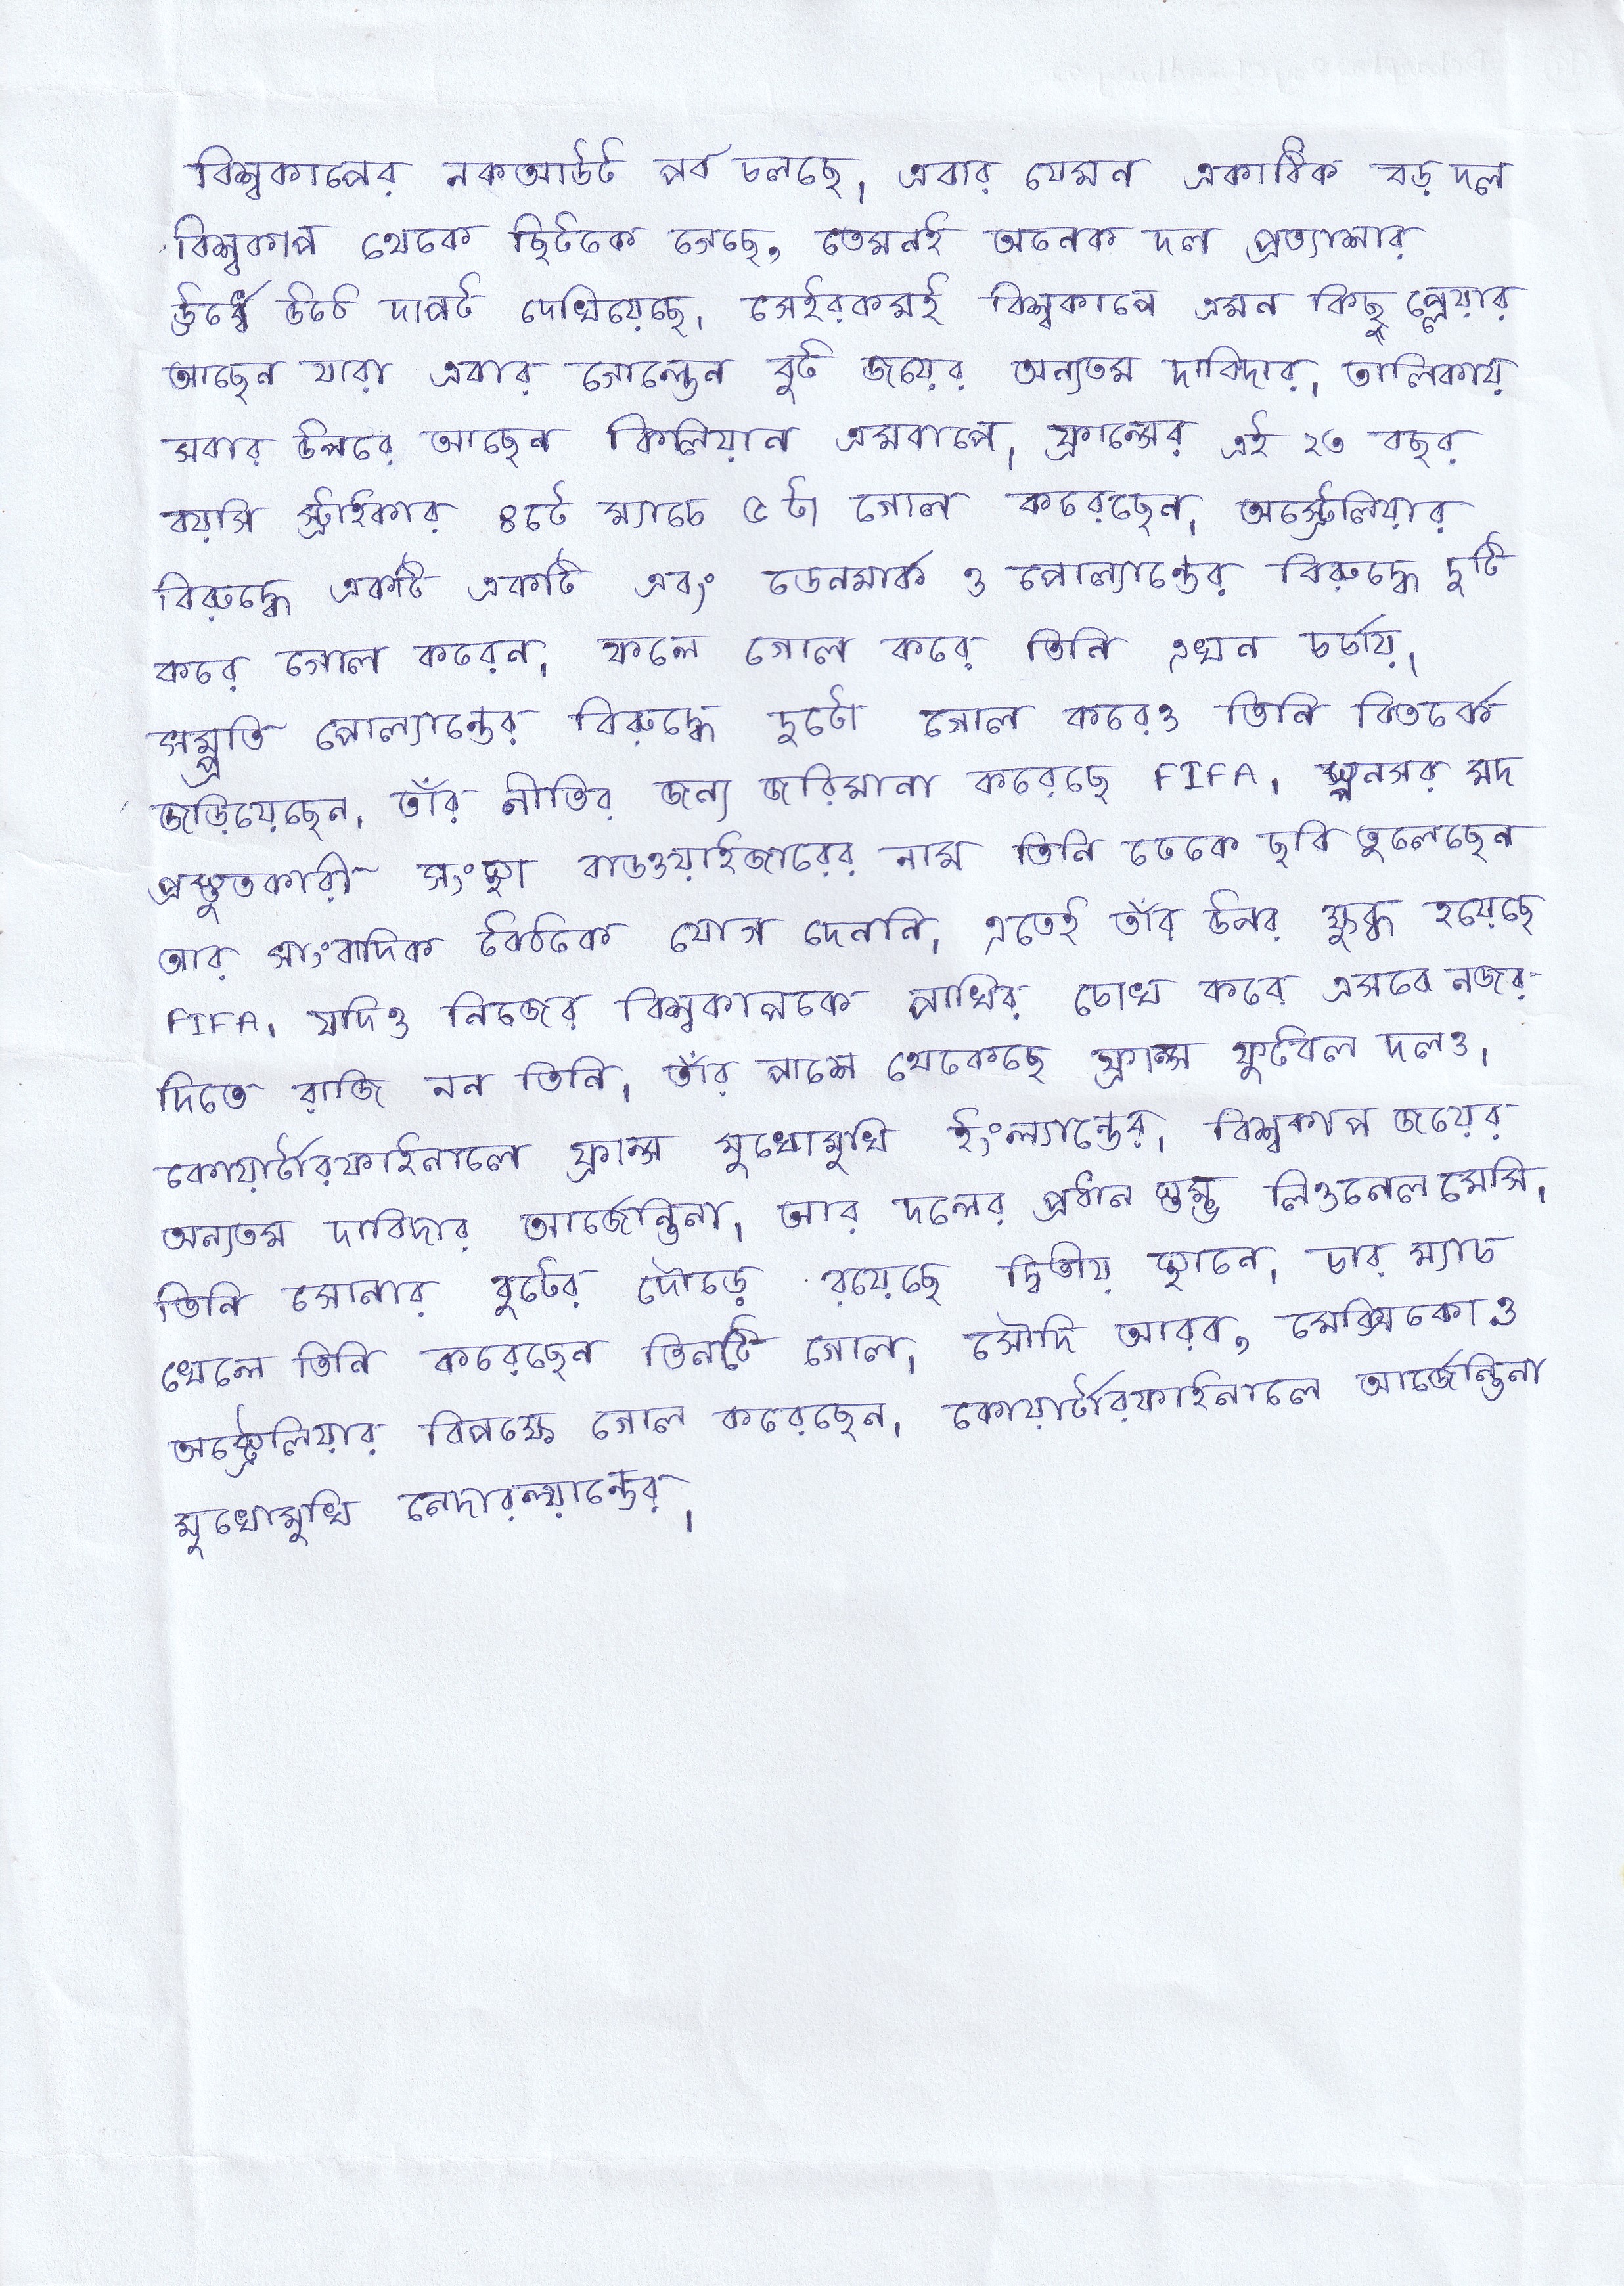 বিশ্বকাপের নকআউট পর্ব চলছে। এবার যেমন একাধিক বড় দল
বিশ্বকাপ থেকে ছিটকে গেছে, তেমনই অনেক দল প্রত্যাশার
উর্ধ্বে উঠে দাপট দেখিয়েছে। সেইরকমই বিশ্বকাপে এমন কিছু প্লেয়ার
আছেন যারা এবার গোল্ডেন বুট জয়ের অন্যতম দাবিদার। তালিকায়
সবার উপরে আছেন কিলিয়ান এমবাপে। ফ্রান্সের এই ২৩ বছর
বয়সি স্ট্রাইকার ৪টে ম্যাচে ৫টা গোল করেছেন। অস্ট্রেলিয়ার
বিরুদ্ধে একটি একটি এবং ডেনমার্ক ও পোল্যান্ডের বিরুদ্ধে দুটি
করে গোল করেন। ফলে গোল করে তিনি এখন চর্চায়।
সম্প্রতি পোল্যান্ডের বিরুদ্ধে দুটো গোল করেও তিনি বিতর্কে
জড়িয়েছেন। তাঁর নীতির জন্য জরিমানা করেছে FIFA। স্পনসর মদ
প্রস্তুতকারী সংস্থা বাডওয়াইজারের নাম তিনি ঢেকে ছবি তুলেছেন
আর সাংবাদিক বৈঠকে যোগ দেননি। এতেই তাঁর উপর ক্ষুব্ধ হয়েছে
FIFA। যদিও নিজের বিশ্বকাপকে পাখির চোখ করে এসবে নজর
দিতে রাজি নন তিনি। তাঁর পাশে থেকেছে ফ্রান্স ফুটবল দলও।
কোয়ার্টারফাইনালে ফ্রান্স মুখোমুখি ইংল্যান্ডের। বিশ্বকাপ জয়ের
অন্যতম দাবিদার আর্জেন্তিনা। আর দলের প্রধান স্তম্ভ লিওনেল মেসি।
তিনি সোনার বুটের দৌড়ে রয়েছে দ্বিতীয় স্থানে। চার ম্যাচ
খেলে তিনি করেছেন তিনটি গোল। সৌদি আরব, মেক্সিকো ও
অস্ট্রেলিয়ার বিপক্ষে গোল করেছেন। কোয়ার্টারফাইনালে আর্জেন্তিনা
মুখোমুখি নেদারল্যান্ডের।